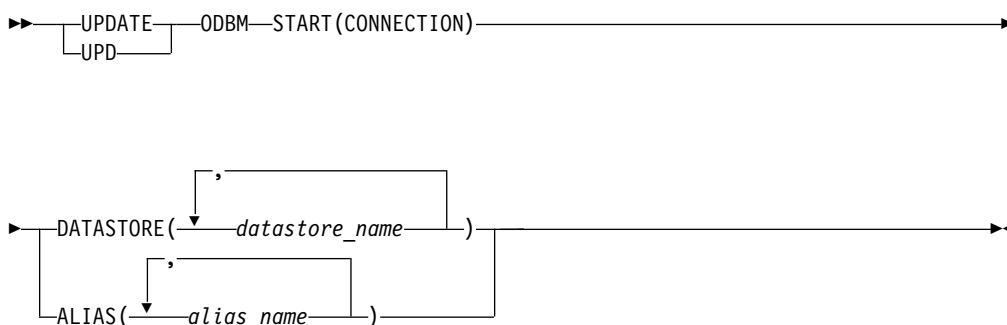 UPDATE ODBM START(CONNECTION)
UPD
,
DATASTORE( datastore_name )
,
ALIAS( alias_name )